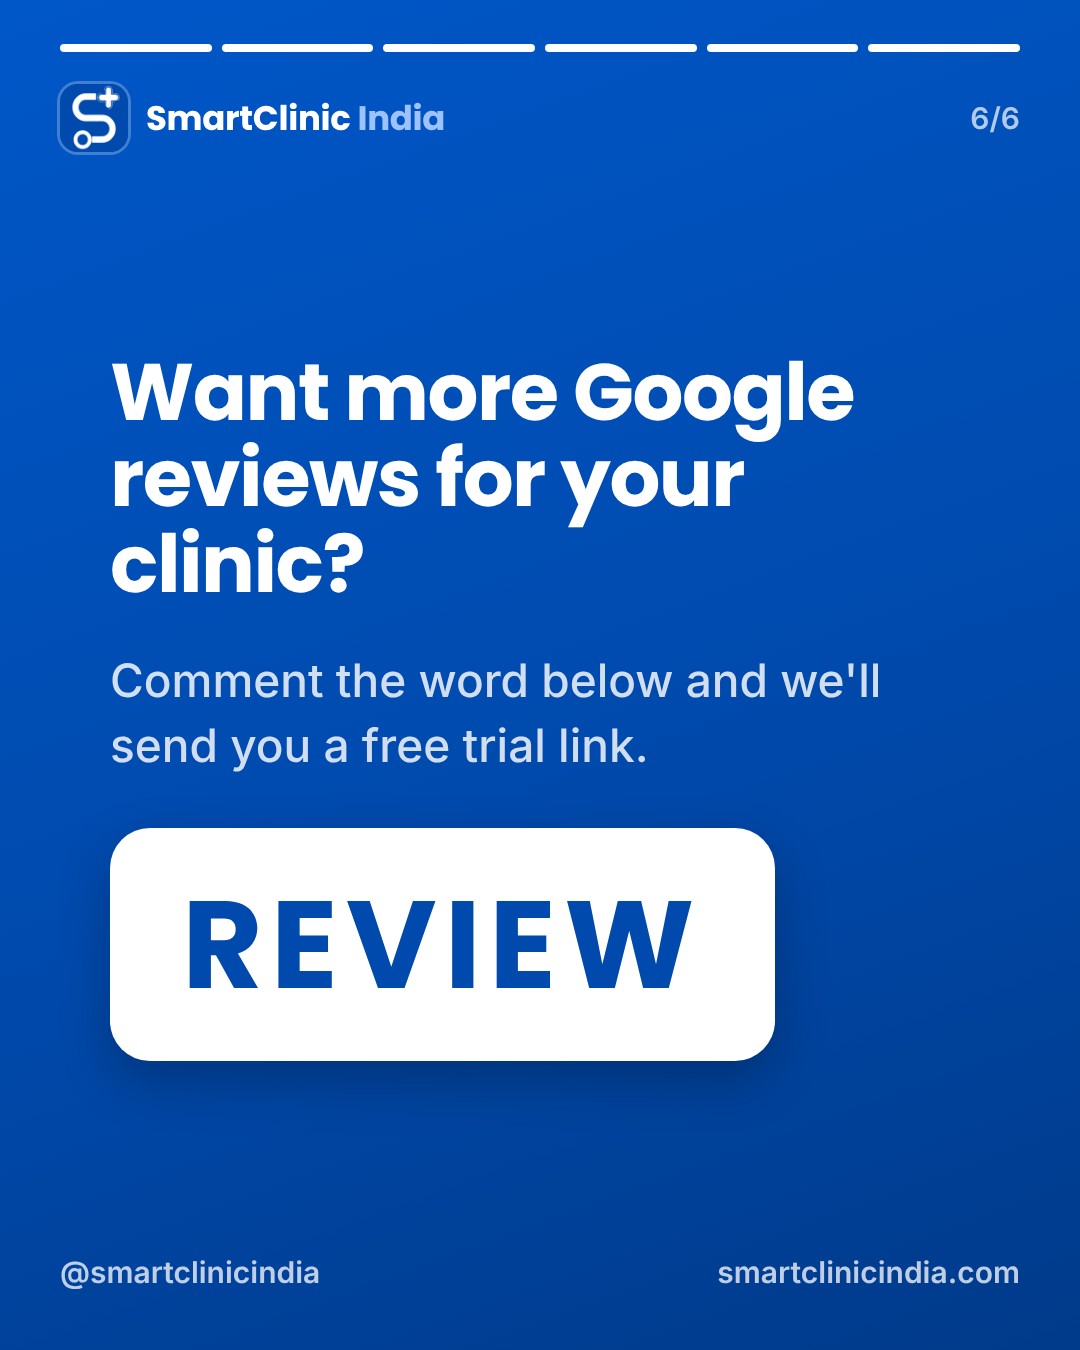 SmartClinic India
6/6
Want more Google
reviews for your
clinic?
Comment the word below and we'll
send you a free trial link.
REVIEW
@smartclinicindia
smartclinicindia.com